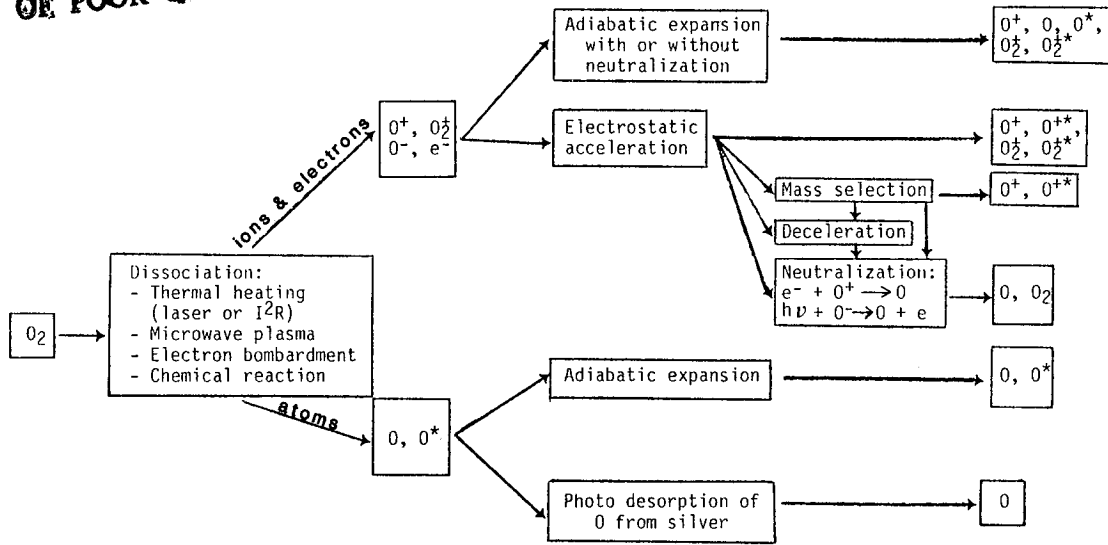 OF POOR
Adiabatic expansion
with or without
neutralization
O⁺, O, O*,
O₂⁺, O₂⁺*
ions & electrons
O⁺, O₂⁺
O⁻, e⁻
Electrostatic
acceleration
O⁺, O⁺*,
O₂⁺, O₂⁺*
Mass selection
O⁺, O⁺*
Deceleration
Neutralization:
e⁻ + O⁺ → O
hν + O⁻ → O + e
O, O₂
O₂
Dissociation:
- Thermal heating
(laser or I²R)
- Microwave plasma
- Electron bombardment
- Chemical reaction
atoms
O, O*
Adiabatic expansion
O, O*
Photo desorption of
O from silver
O